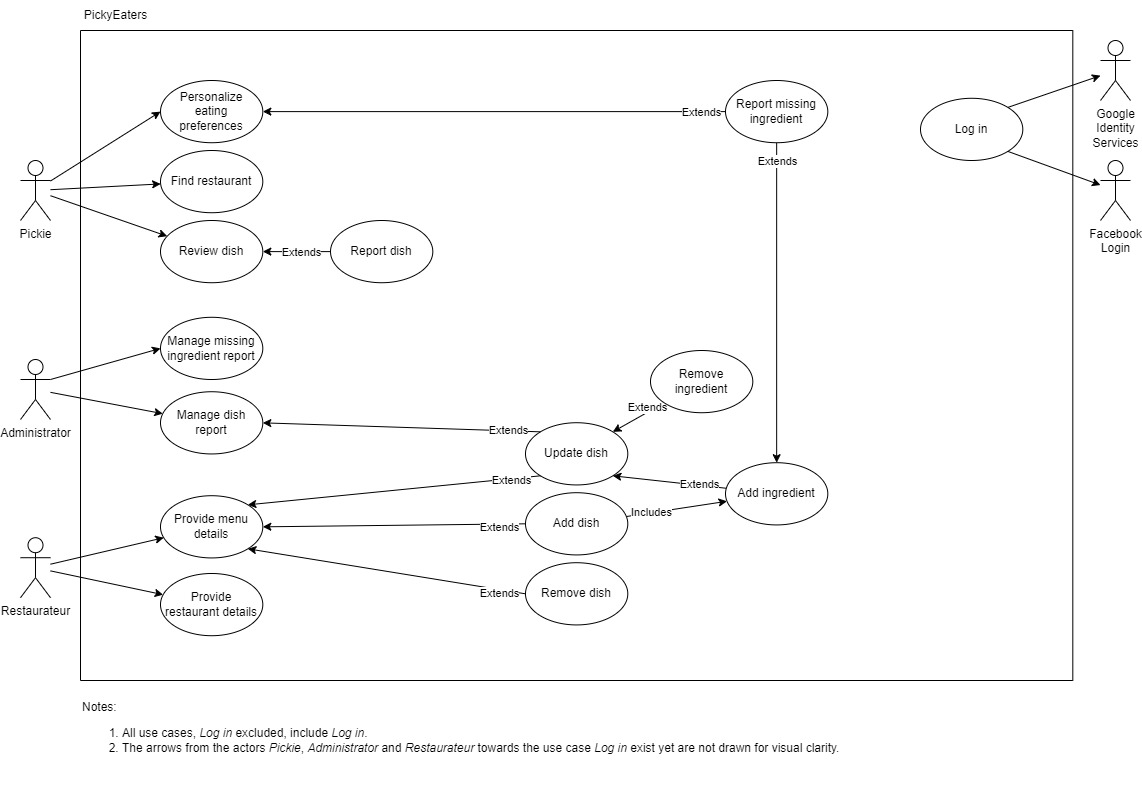 PickyEaters
Personalize
eating
preferences
Extends
Report missing
ingredient
Log in
Google
Identity
Services
Extends
Find restaurant
Pickie
Review dish
Extends
Report dish
Facebook
Login
Manage missing
ingredient report
Remove
ingredient
Extends
Manage dish
report
Administrator
Extends
Update dish
Extends
Extends
Add ingredient
Provide menu
details
Extends
Add dish
Includes
Extends
Remove dish
Provide
restaurant details
Restaurateur
Notes:
1. All use cases, Log in excluded, include Log in.
2. The arrows from the actors Pickie, Administrator and Restaurateur towards the use case Log in exist yet are not drawn for visual clarity.